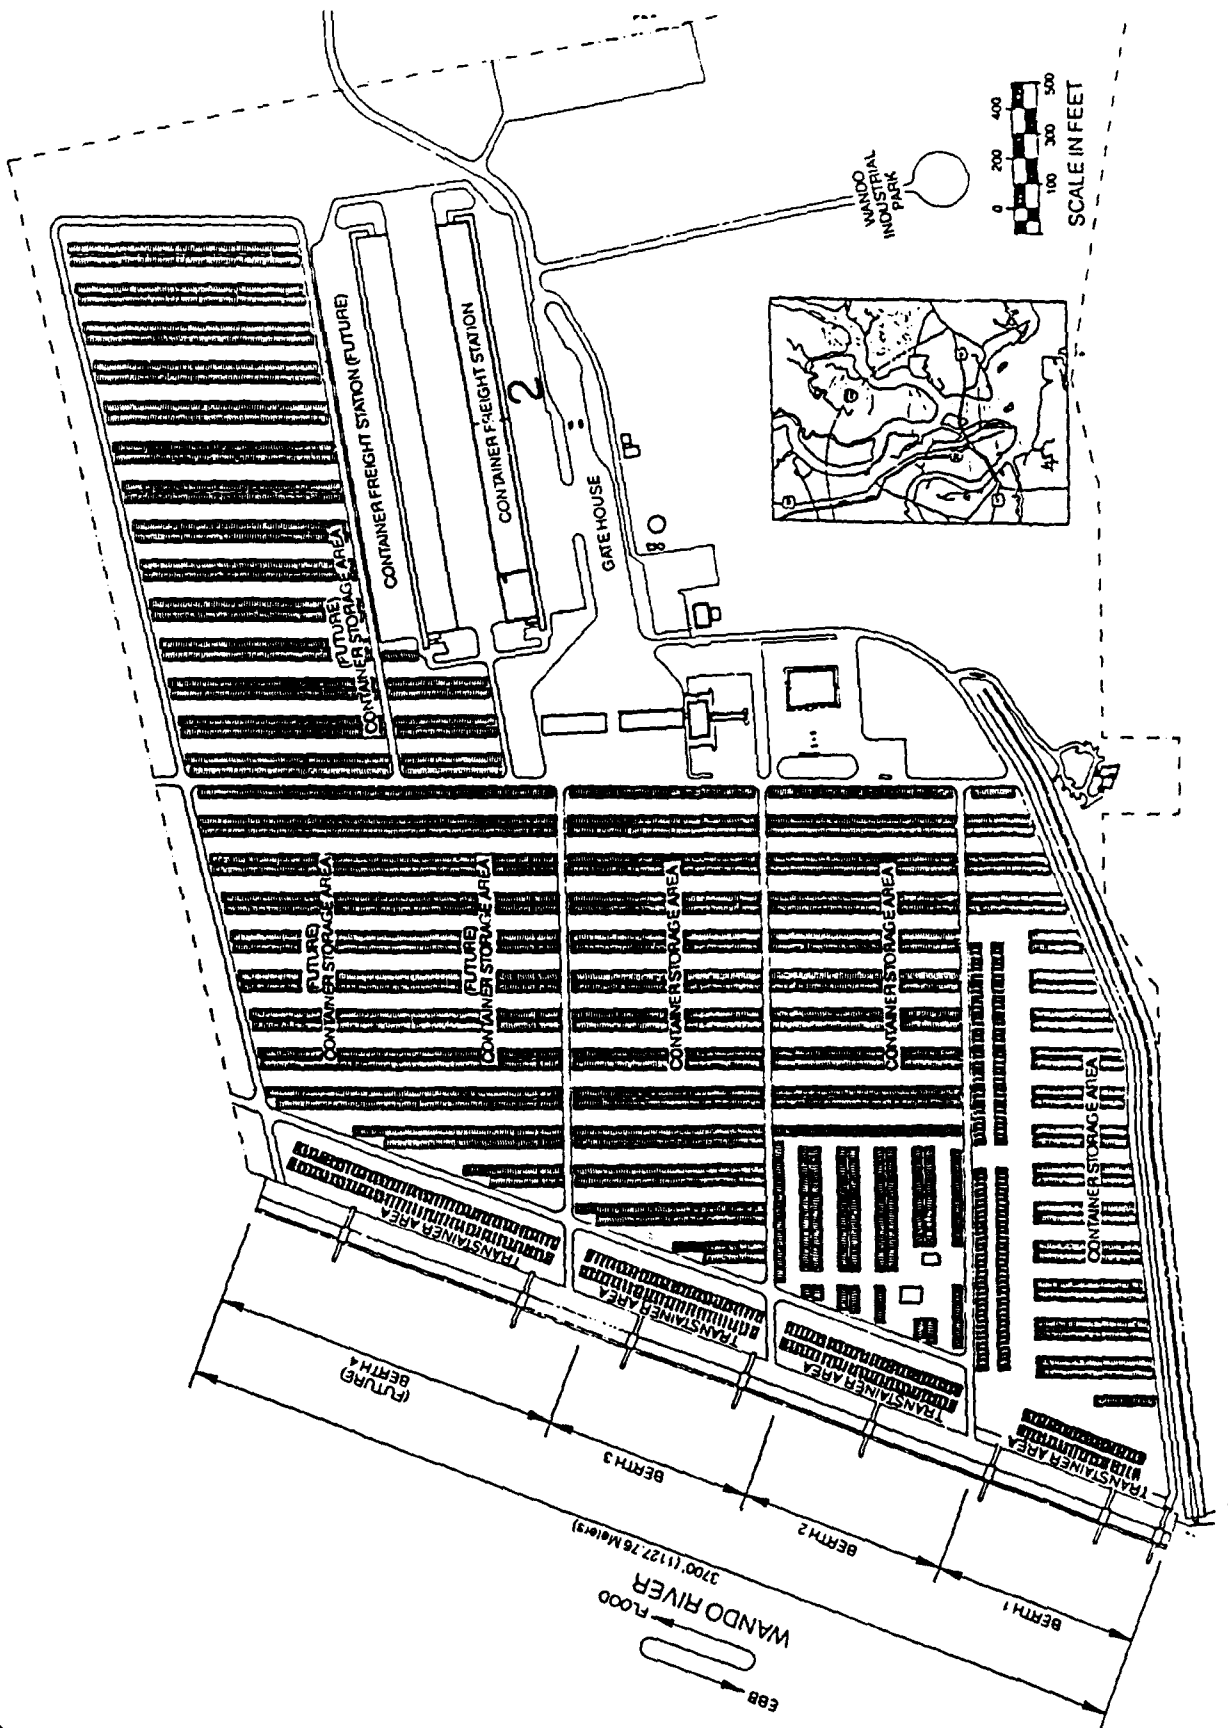 WANDO
INDUSTRIAL
PARK
0
200
400
100
300
500
SCALE IN FEET
CONTAINER FREIGHT STATION (FUTURE)
CONTAINER FREIGHT STATION
2
1
GATE HOUSE
(FUTURE)
CONTAINER STORAGE AREA
(FUTURE)
CONTAINER STORAGE AREA
(FUTURE)
CONTAINER STORAGE AREA
CONTAINER STORAGE AREA
CONTAINER STORAGE AREA
CONTAINER STORAGE AREA
TRANSTAINER AREA
TRANSTAINER AREA
TRANSTAINER AREA
TRANSTAINER AREA
(FUTURE)
BERTH 4
BERTH 3
BERTH 2
BERTH 1
3700' (1127.76 Meters)
WANDO RIVER
FLOOD
EBB